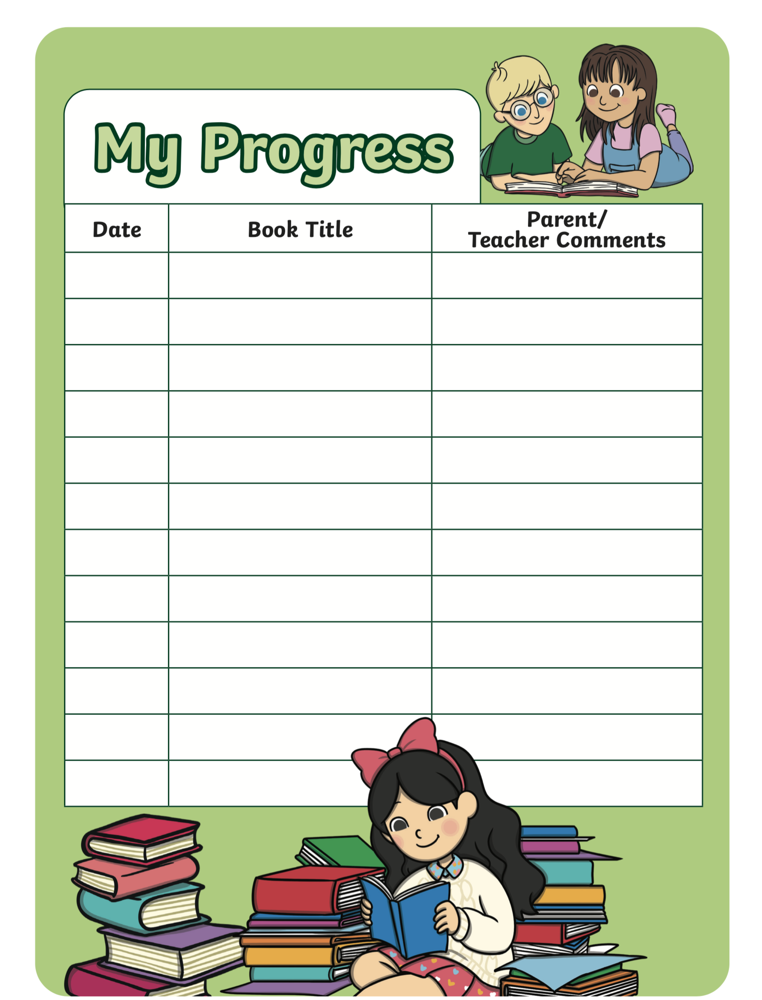 My Progress
Date
Book Title
Parent/
Teacher Comments